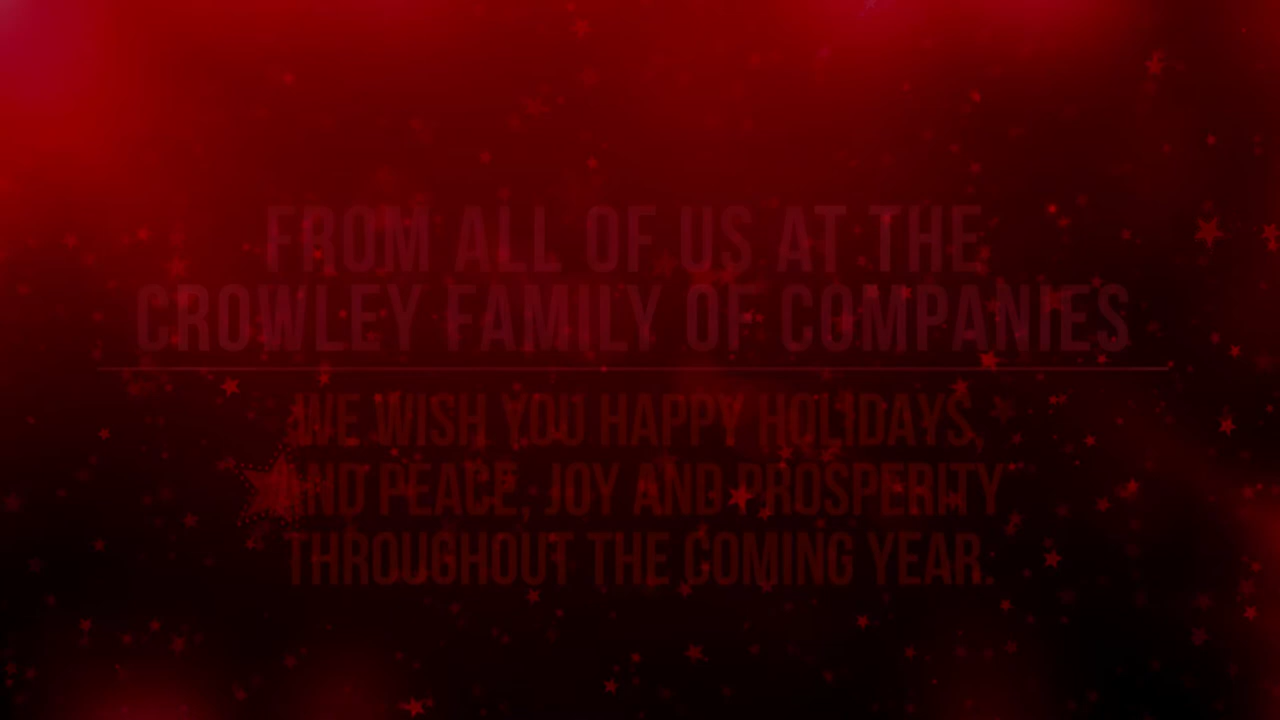 FROM ALL OF US AT THE
CROWLEY FAMILY OF COMPANIES
WE WISH YOU HAPPY HOLIDAYS,
AND PEACE, JOY AND PROSPERITY
THROUGHOUT THE COMING YEAR.